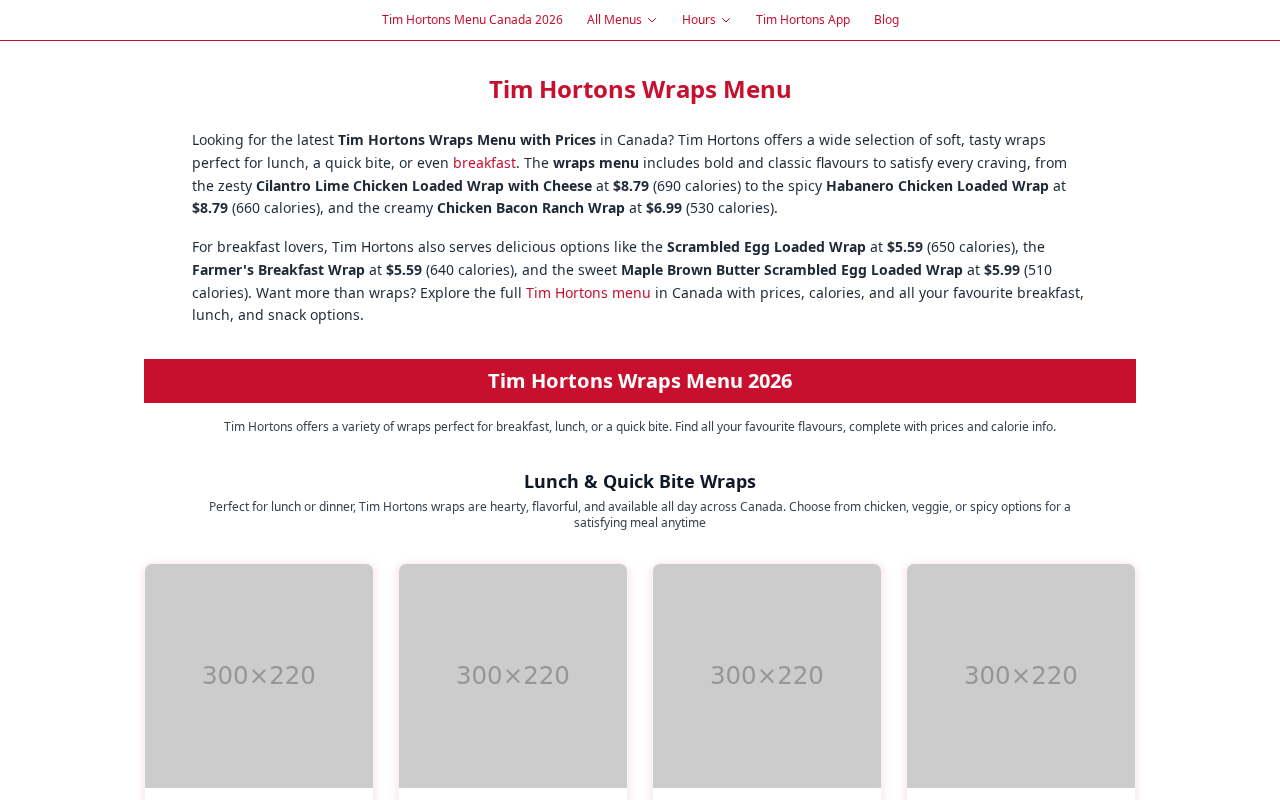 Tim Hortons Menu Canada 2026 All Menus Hours Tim Hortons App Blog
Tim Hortons Wraps Menu
Looking for the latest Tim Hortons Wraps Menu with Prices in Canada? Tim Hortons offers a wide selection of soft, tasty wraps
perfect for lunch, a quick bite, or even breakfast. The wraps menu includes bold and classic flavours to satisfy every craving, from
the zesty Cilantro Lime Chicken Loaded Wrap with Cheese at $8.79 (690 calories) to the spicy Habanero Chicken Loaded Wrap at
$8.79 (660 calories), and the creamy Chicken Bacon Ranch Wrap at $6.99 (530 calories).
For breakfast lovers, Tim Hortons also serves delicious options like the Scrambled Egg Loaded Wrap at $5.59 (650 calories), the
Farmer's Breakfast Wrap at $5.59 (640 calories), and the sweet Maple Brown Butter Scrambled Egg Loaded Wrap at $5.99 (510
calories). Want more than wraps? Explore the full Tim Hortons menu in Canada with prices, calories, and all your favourite breakfast,
lunch, and snack options.
Tim Hortons Wraps Menu 2026
Tim Hortons offers a variety of wraps perfect for breakfast, lunch, or a quick bite. Find all your favourite flavours, complete with prices and calorie info.
Lunch & Quick Bite Wraps
Perfect for lunch or dinner, Tim Hortons wraps are hearty, flavorful, and available all day across Canada. Choose from chicken, veggie, or spicy options for a
satisfying meal anytime
300×220 300×220 300×220 300×220